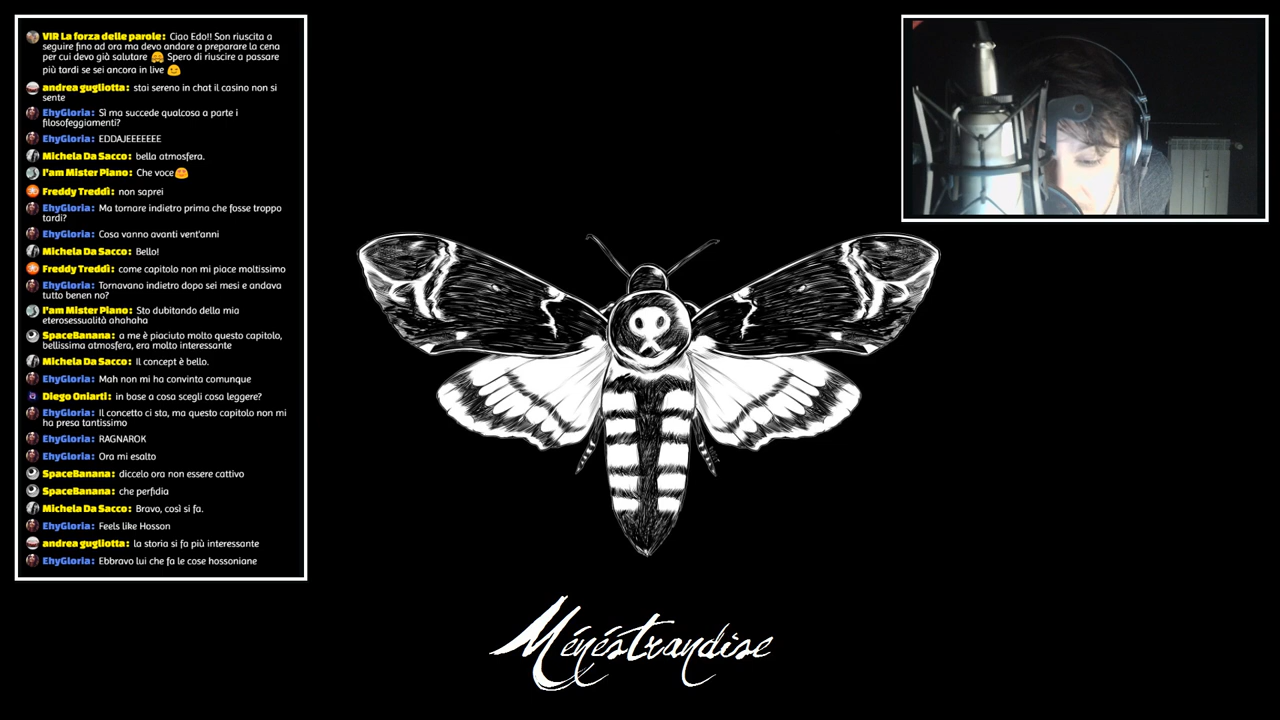 VIR La forza delle parole: Ciao Edo!! Son riuscita a
seguire fino ad ora ma devo andare a preparare la cena
per cui devo già salutare 🤗 Spero di riuscire a passare
più tardi se sei ancora in live 😊
andrea gugliotta: stai sereno in chat il casino non si
sente
EhyGloria: Sì ma succede qualcosa a parte i
filosofeggiamenti?
EhyGloria: EDDAJEEEEEE
Michela Da Sacco: bella atmosfera.
I'am Mister Piano: Che voce😍
Freddy Treddì: non saprei
EhyGloria: Ma tornare indietro prima che fosse troppo
tardi?
EhyGloria: Cosa vanno avanti vent'anni
Michela Da Sacco: Bello!
Freddy Treddì: come capitolo non mi piace moltissimo
EhyGloria: Tornavano indietro dopo sei mesi e andava
tutto benen no?
I'am Mister Piano: Sto dubitando della mia
eterosessualità ahahaha
SpaceBanana: a me è piaciuto molto questo capitolo,
bellissima atmosfera, era molto interessante
Michela Da Sacco: Il concept è bello.
EhyGloria: Mah non mi ha convinta comunque
Diego Oniarti: in base a cosa scegli cosa leggere?
EhyGloria: Il concetto ci sta, ma questo capitolo non mi
ha presa tantissimo
EhyGloria: RAGNAROK
EhyGloria: Ora mi esalto
SpaceBanana: diccelo ora non essere cattivo
SpaceBanana: che perfidia
Michela Da Sacco: Bravo, così si fa.
EhyGloria: Feels like Hosson
andrea gugliotta: la storia si fa più interessante
EhyGloria: Ebbravo lui che fa le cose hossoniane
Ménéstrandise